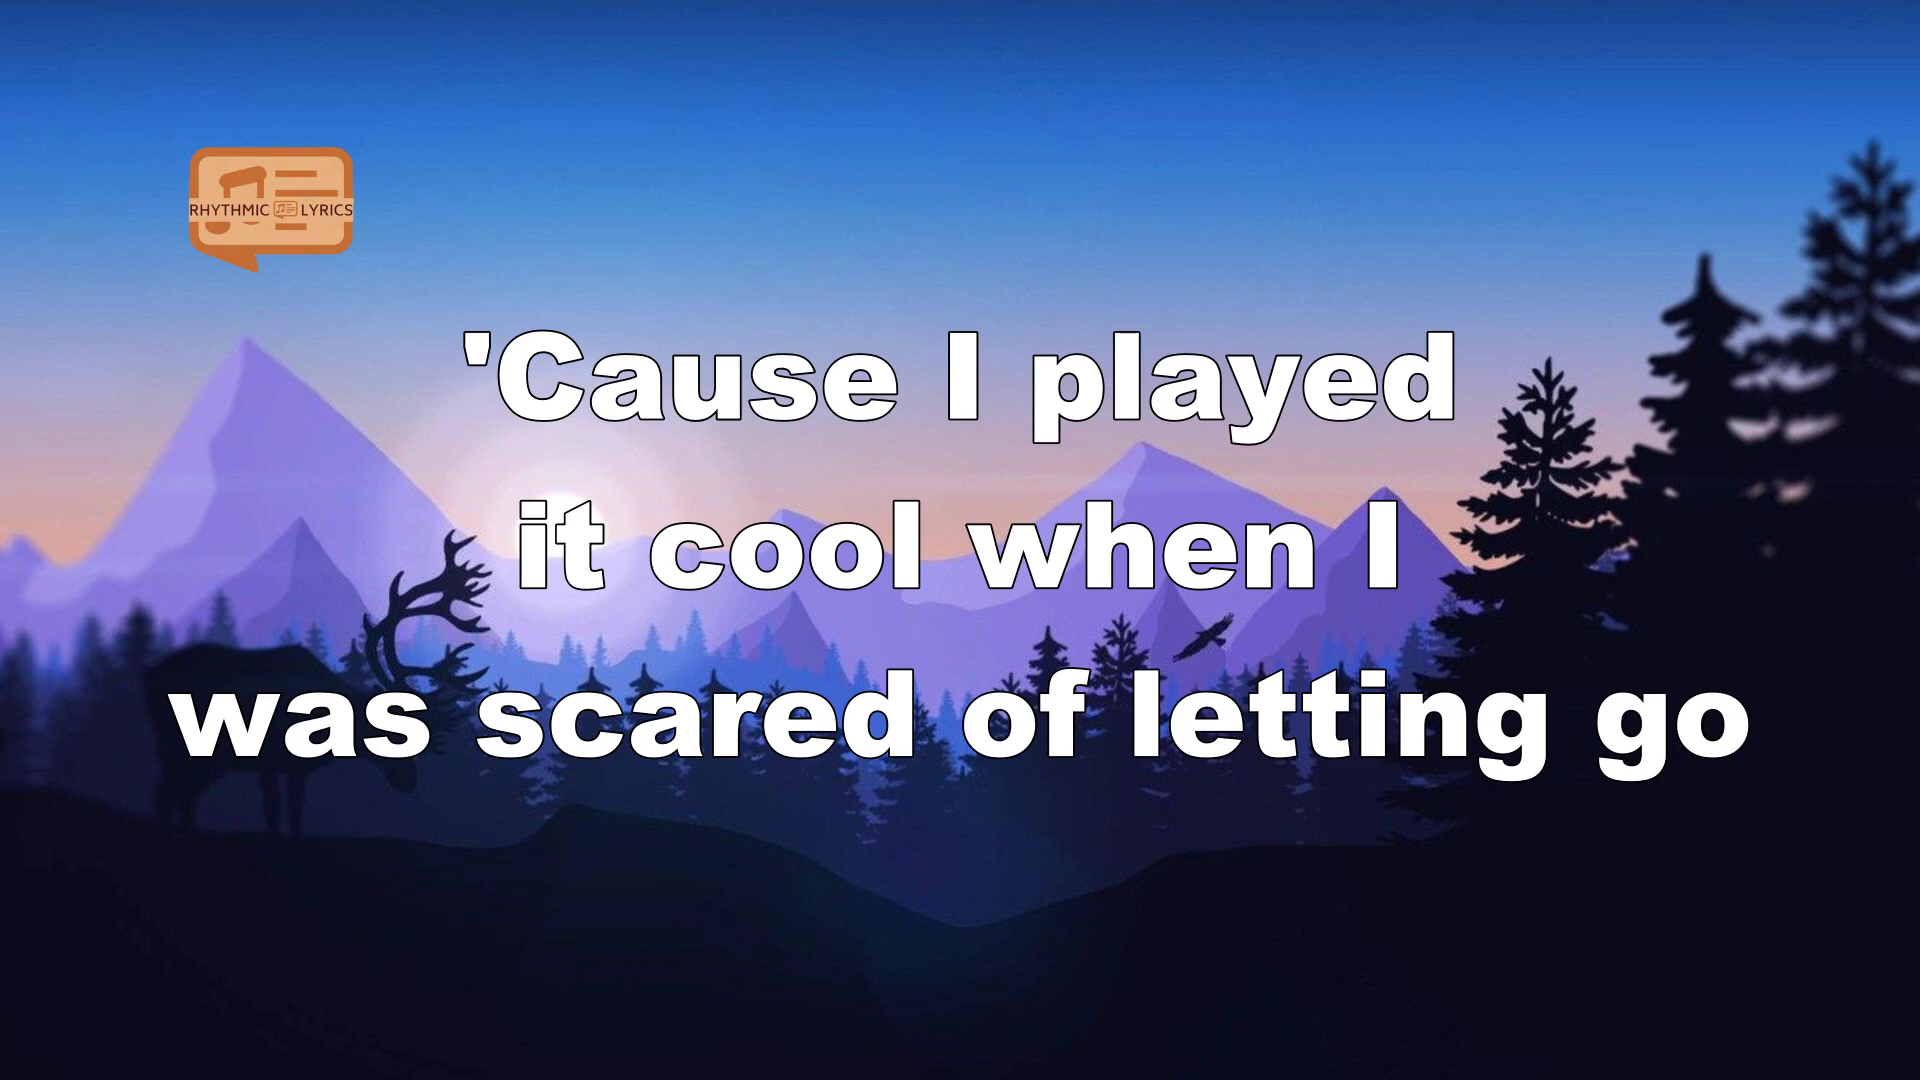 RHYTHMIC LYRICS
'Cause I played
it cool when I
was scared of letting go